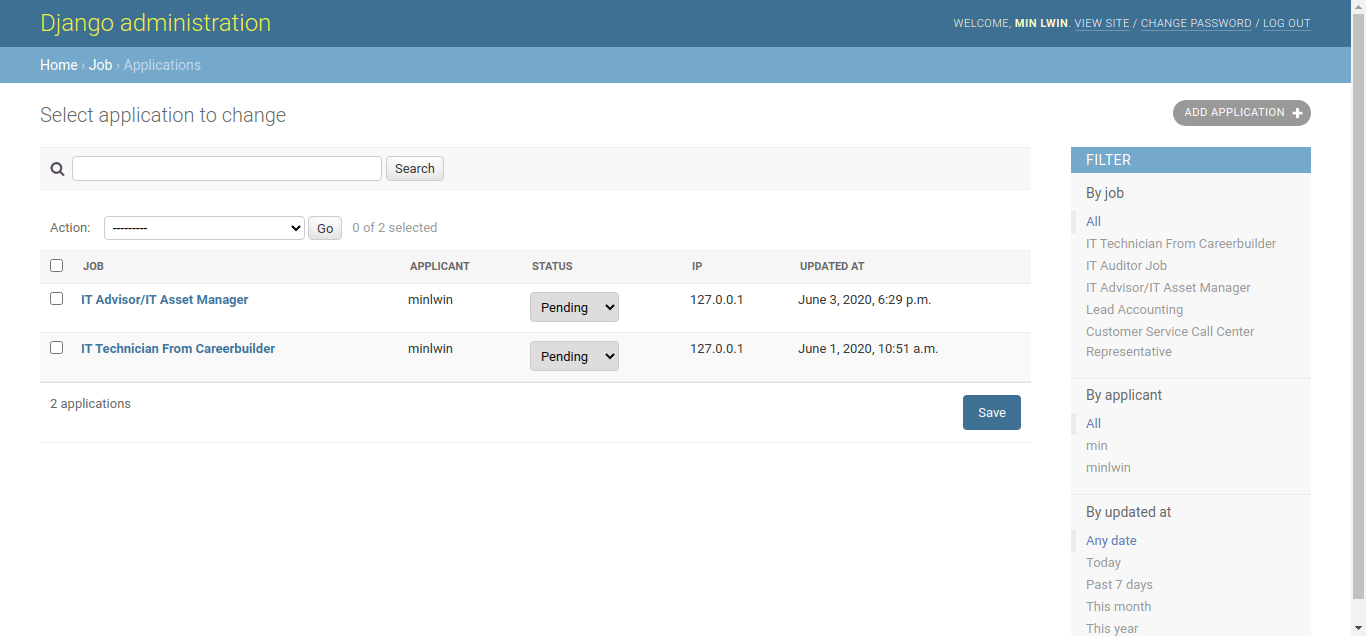 Django administration
WELCOME, MIN LWIN. VIEW SITE / CHANGE PASSWORD / LOG OUT
Home › Job › Applications
Select application to change
ADD APPLICATION
Search
Action: --------- Go 0 of 2 selected
JOB APPLICANT STATUS IP UPDATED AT
IT Advisor/IT Asset Manager minlwin Pending 127.0.0.1 June 3, 2020, 6:29 p.m.
IT Technician From Careerbuilder minlwin Pending 127.0.0.1 June 1, 2020, 10:51 a.m.
2 applications
Save
FILTER
By job
All
IT Technician From Careerbuilder
IT Auditor Job
IT Advisor/IT Asset Manager
Lead Accounting
Customer Service Call Center
Representative
By applicant
All
min
minlwin
By updated at
Any date
Today
Past 7 days
This month
This year